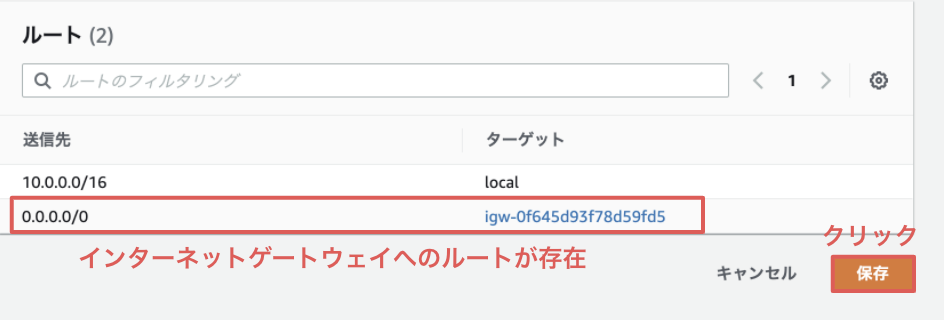 ルート (2)
ルートのフィルタリング
1
送信先 ターゲット
10.0.0.0/16 local
0.0.0.0/0 igw-0f645d93f78d59fd5
インターネットゲートウェイへのルートが存在
クリック
キャンセル 保存